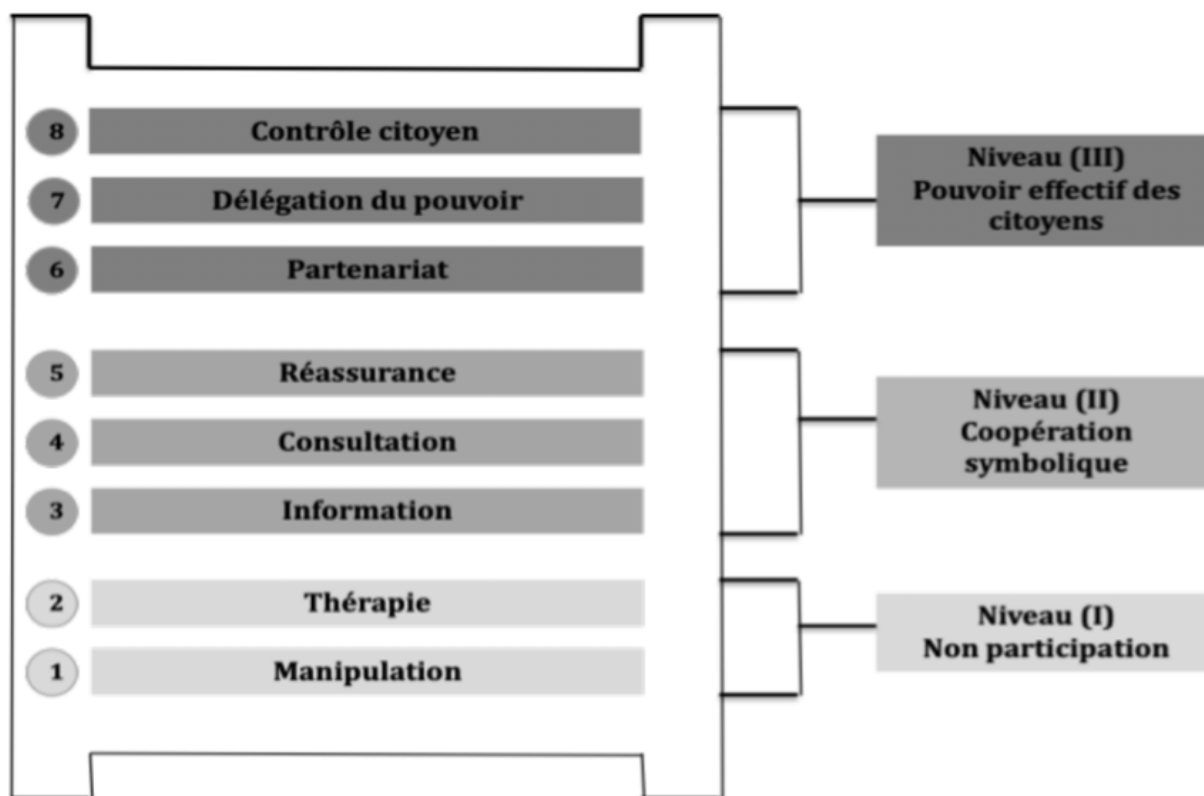 8 Contrôle citoyen
7 Délégation du pouvoir
6 Partenariat
Niveau (III)
Pouvoir effectif des
citoyens
5 Réassurance
4 Consultation
3 Information
Niveau (II)
Coopération
symbolique
2 Thérapie
1 Manipulation
Niveau (I)
Non participation